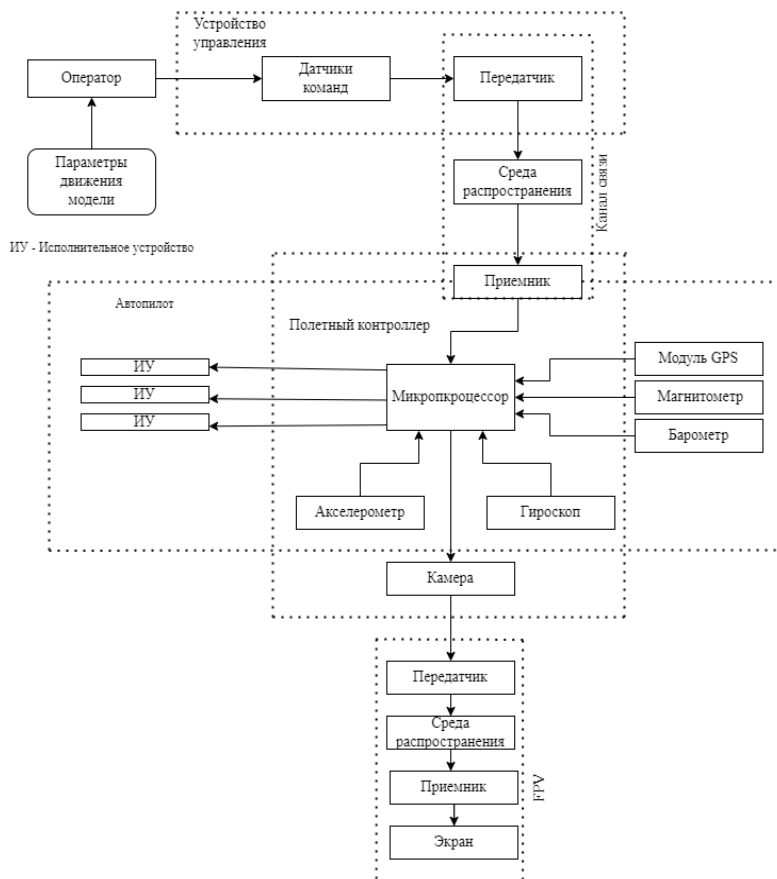 Устройство
управления
Оператор
Датчики
команд
Передатчик
Параметры
движения
модели
Среда
распространения
Канал связи
ИУ - Исполнительное устройство
Приемник
Автопилот
Полетный контроллер
ИУ
ИУ
ИУ
Микропкроцессор
Модуль GPS
Магнитометр
Барометр
Акселерометр
Гироскоп
Камера
Передатчик
Среда
распространения
Приемник
FPV
Экран